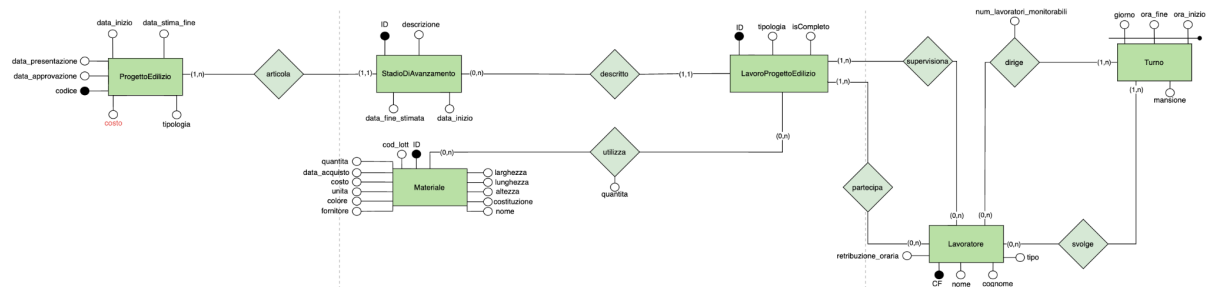 data_inizio
data_stima_fine
data_presentazione
data_approvazione
codice
ProgettoEdilizio
costo
tipologia
(1,n)
articola
(1,1)
ID
descrizione
StadioDiAvanzamento
data_fine_stimata
data_inizio
(0,n)
descritto
(1,1)
ID
tipologia
isCompleto
LavoroProgettoEdilizio
(1,n)
(1,n)
(0,n)
supervisiona
num_lavoratori_monitorabili
dirige
(1,n)
giorno
ora_fine
ora_inizio
Turno
mansione
(1,n)
cod_lott
ID
quantita
data_acquisto
costo
unita
colore
fornitore
Materiale
larghezza
lunghezza
altezza
costituzione
nome
(0,n)
utilizza
quantita
partecipa
(0,n)
(0,n)
(0,n)
Lavoratore
(0,n)
svolge
retribuzione_oraria
tipo
CF
nome
cognome